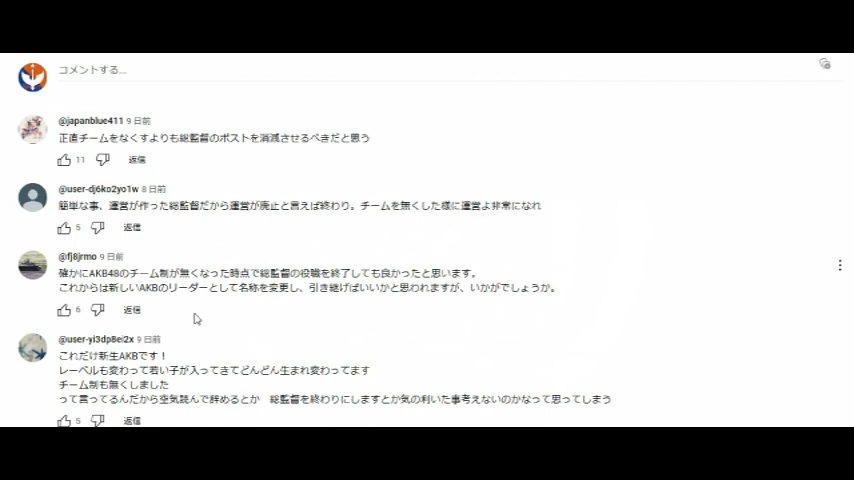 コメントする...
@japanblue411 9 日前
正直チームをなくすよりも総監督のポストを消滅させるべきだと思う
11 返信
@user-dj6ko2yo1w 8 日前
簡単な事、運営が作った総監督だから運営が廃止と言えば終わり。チームを無くした様に運営よ非常になれ
5 返信
@fj8jrmo 9 日前
確かにAKB48のチーム制が無くなった時点で総監督の役職を終了しても良かったと思います。
これからは新しいAKBのリーダーとして名称を変更し、引き継げばいいかと思われますが、いかがでしょうか。
6 返信
@user-yi3dp8ei2x 9 日前
これだけ新生AKBです！
レーベルも変わって若い子が入ってきてどんどん生まれ変わってます
チーム制も無くしました
って言ってるんだから空気読んで辞めるとか 総監督を終わりにしますとか気の利いた事考えないのかなって思ってしまう
5 返信